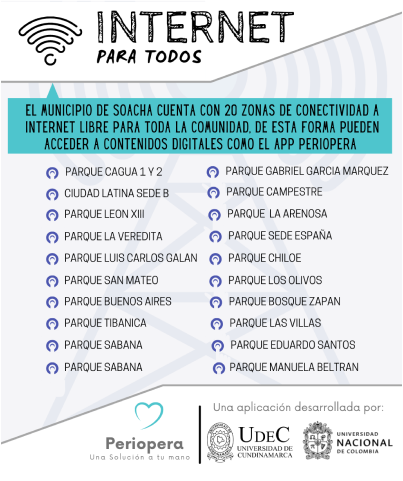 INTERNET
PARA TODOS
EL MUNICIPIO DE SOACHA CUENTA CON 20 ZONAS DE CONECTIVIDAD A
INTERNET LIBRE PARA TODA LA COMUNIDAD, DE ESTA FORMA PUEDEN
ACCEDER A CONTENIDOS DIGITALES COMO EL APP PERIOPERA
PARQUE CAGUA 1 Y 2
CIUDAD LATINA SEDE B
PARQUE LEON XIII
PARQUE LA VEREDITA
PARQUE LUIS CARLOS GALAN
PARQUE SAN MATEO
PARQUE BUENOS AIRES
PARQUE TIBANICA
PARQUE SABANA
PARQUE SABANA
PARQUE GABRIEL GARCIA MARQUEZ
PARQUE CAMPESTRE
PARQUE LA ARENOSA
PARQUE SEDE ESPAÑA
PARQUE CHILOE
PARQUE LOS OLIVOS
PARQUE BOSQUE ZAPAN
PARQUE LAS VILLAS
PARQUE EDUARDO SANTOS
PARQUE MANUELA BELTRAN
Periopera
Una Solución a tu mano
Una aplicación desarrollada por:
UDEC
UNIVERSIDAD DE
CUNDINAMARCA
UNIVERSIDAD
NACIONAL
DE COLOMBIA